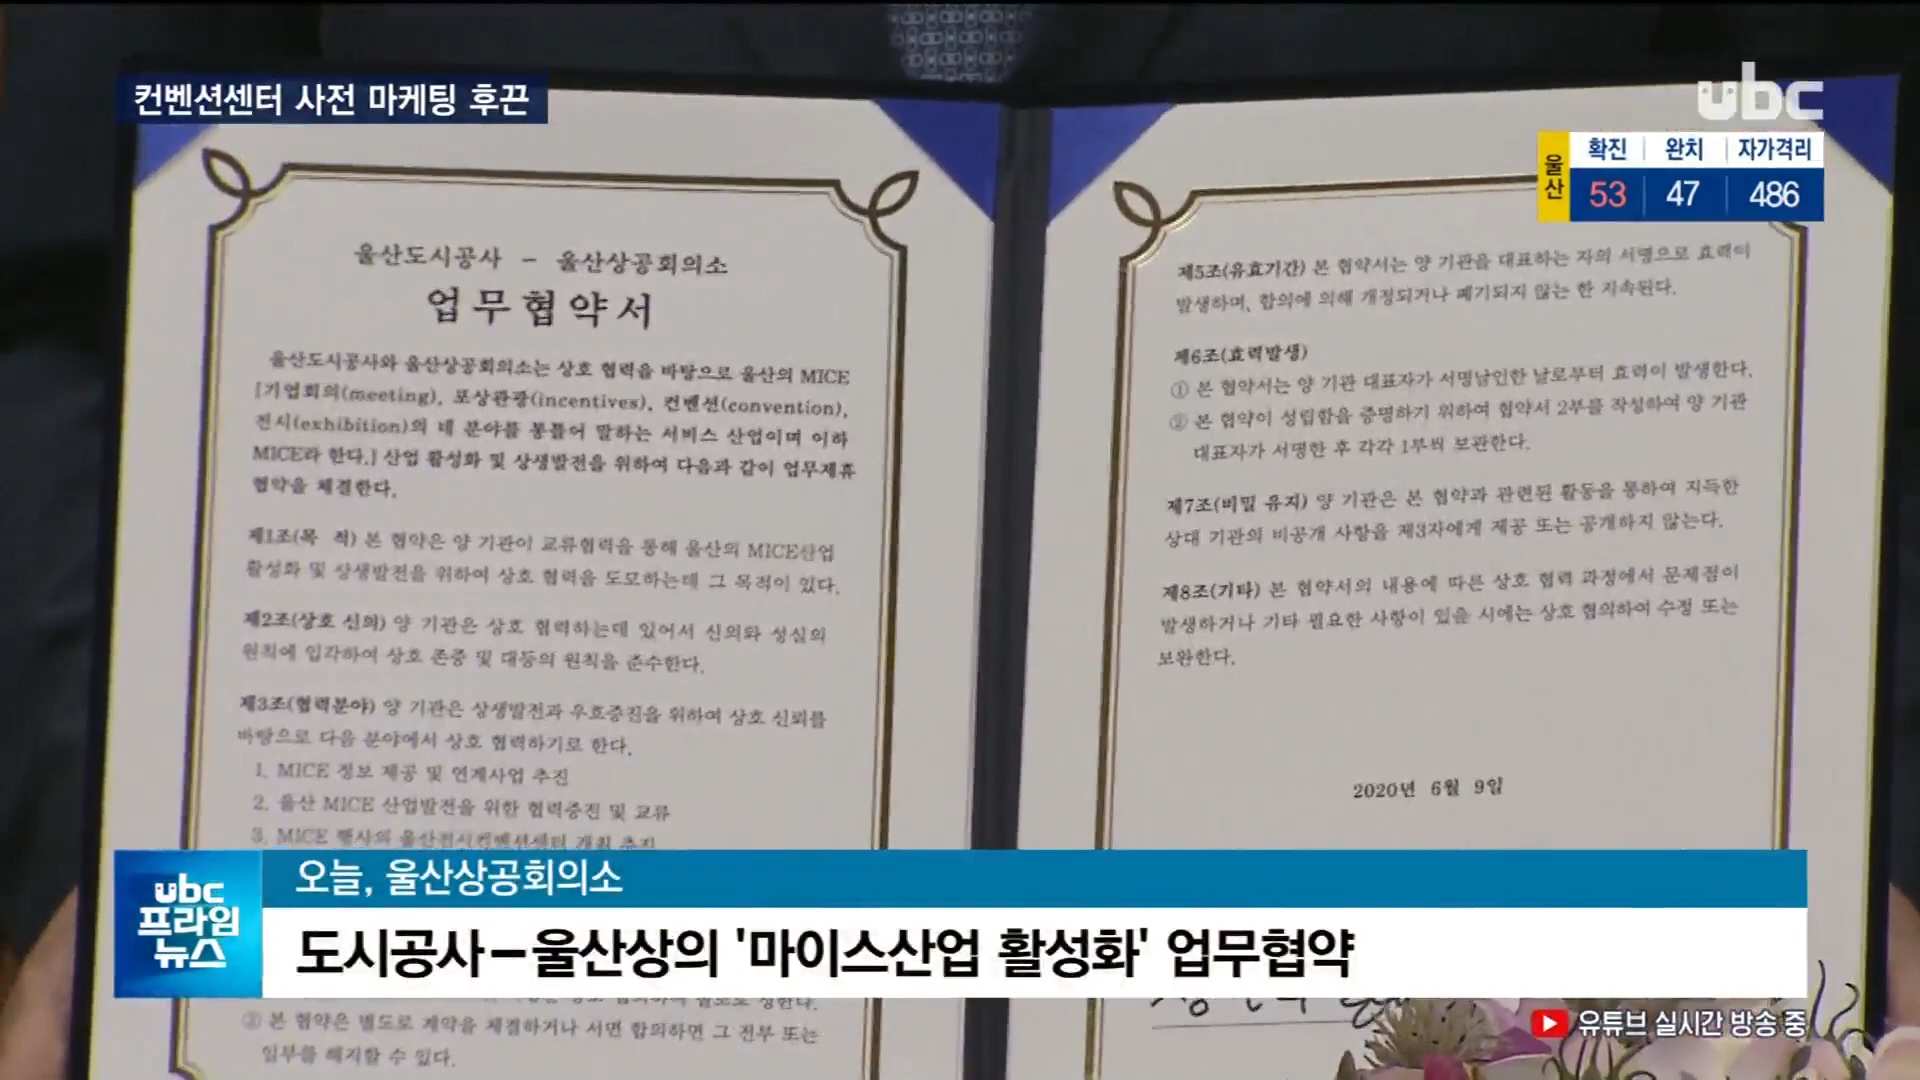 컨벤션센터 사전 마케팅 후끈
ubc
울산
확진 완치 자가격리
53 47 486
울산도시공사 - 울산상공회의소
업무협약서
울산도시공사와 울산상공회의소는 상호 협력을 바탕으로 울산의 MICE
[기업회의(meeting), 포상관광(incentives), 컨벤션(convention),
전시(exhibition)의 네 분야를 통틀어 말하는 서비스 산업이며 이하
MICE라 한다.] 산업 활성화 및 상생발전을 위하여 다음과 같이 업무제휴
협약을 체결한다.
제1조(목 적) 본 협약은 양 기관이 교류협력을 통해 울산의 MICE산업
활성화 및 상생발전을 위하여 상호 협력을 도모하는데 그 목적이 있다.
제2조(상호 신의) 양 기관은 상호 협력하는데 있어서 신의와 성실의
원칙에 입각하여 상호 존중 및 대등의 원칙을 준수한다.
제3조(협력분야) 양 기관은 상생발전과 우호증진을 위하여 상호 신뢰를
바탕으로 다음 분야에서 상호 협력하기로 한다.
1. MICE 정보 제공 및 연계사업 추진
2. 울산 MICE 산업발전을 위한 협력증진 및 교류
3. MICE 행사의 울산전시컨벤션센터 개최 추진
② 본 협약은 별도로 계약을 체결하거나 서면 합의하면 그 전부 또는
일부를 해지할 수 있다.
제5조(유효기간) 본 협약서는 양 기관을 대표하는 자의 서명으로 효력이
발생하며, 합의에 의해 개정되거나 폐기되지 않는 한 지속된다.
제6조(효력발생)
① 본 협약서는 양 기관 대표자가 서명날인한 날로부터 효력이 발생한다.
② 본 협약이 성립함을 증명하기 위하여 협약서 2부를 작성하여 양 기관
대표자가 서명한 후 각각 1부씩 보관한다.
제7조(비밀 유지) 양 기관은 본 협약과 관련된 활동을 통하여 지득한
상대 기관의 비공개 사항을 제3자에게 제공 또는 공개하지 않는다.
제8조(기타) 본 협약서의 내용에 따른 상호 협력 과정에서 문제점이
발생하거나 기타 필요한 사항이 있을 시에는 상호 협의하여 수정 또는
보완한다.
2020년 6월 9일
ubc
프라임
뉴스
오늘, 울산상공회의소
도시공사-울산상의 '마이스산업 활성화' 업무협약
유튜브 실시간 방송 중